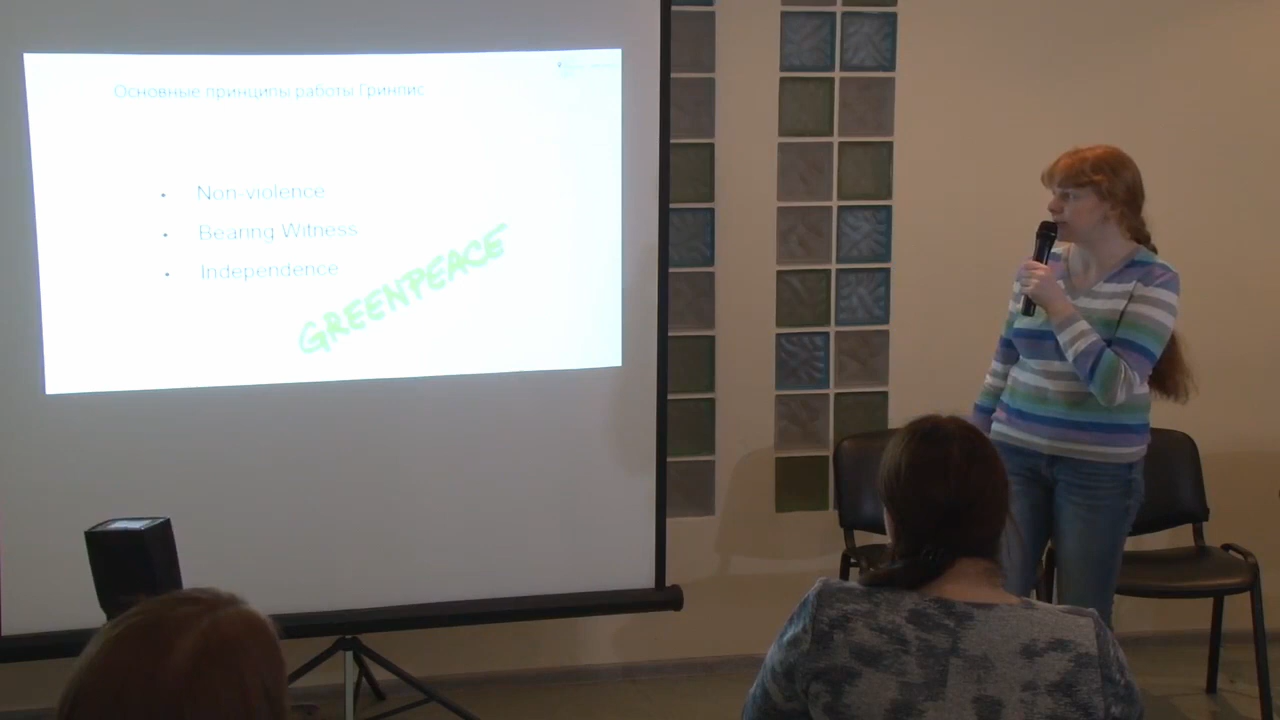 Основные принципы работы Гринпис
• Non-violence
• Bearing Witness
• Independence
GREENPEACE